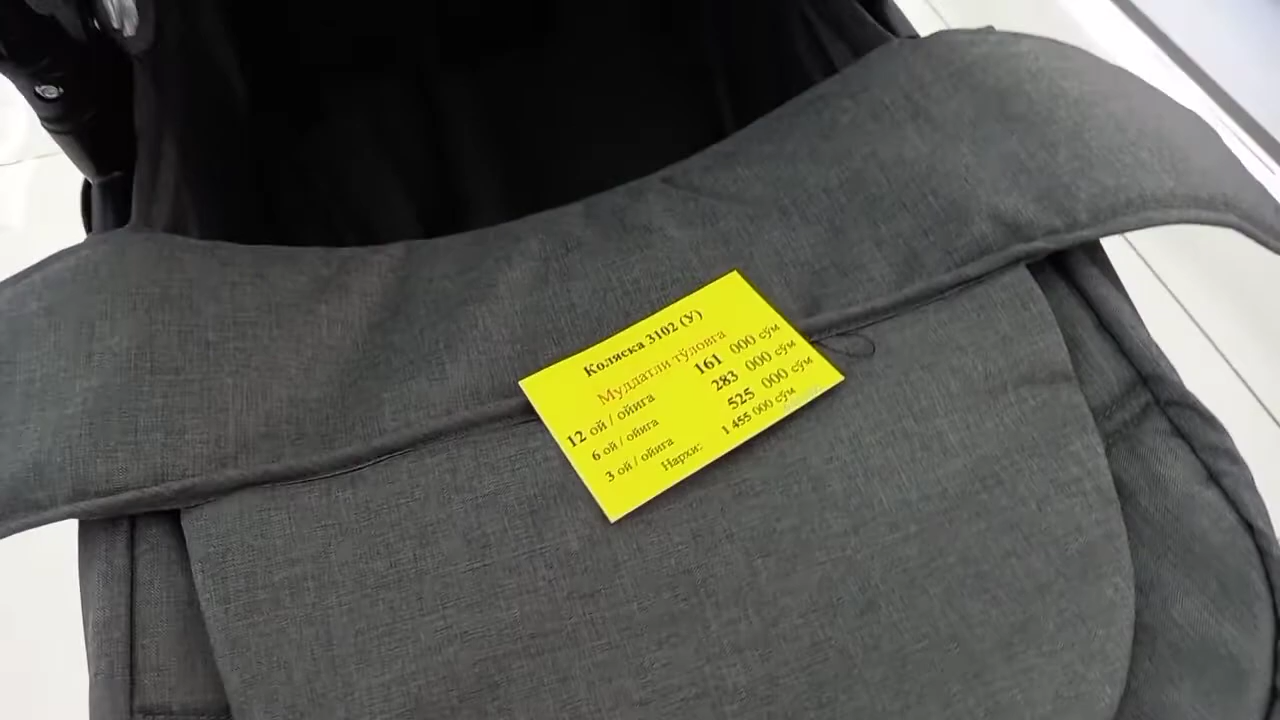 Коляска 3102 (У)
Муддатли тўловга
12 ой / ойига 161 000 сўм
6 ой / ойига 283 000 сўм
3 ой / ойига 525 000 сўм
Нархи: 1 455 000 сўм